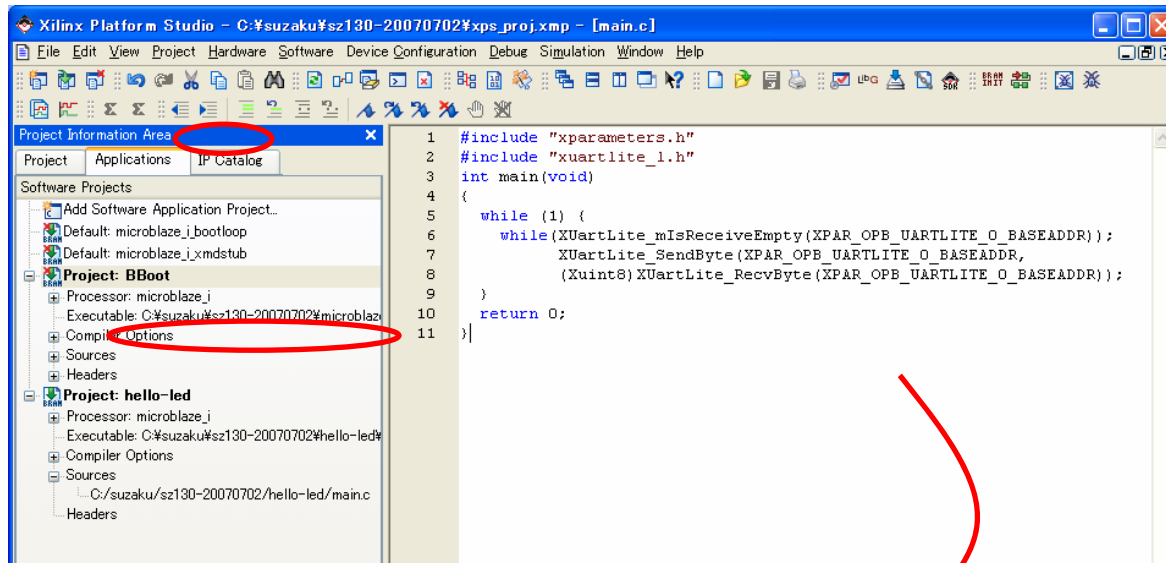 Xilinx Platform Studio - C:¥suzaku¥sz130-20070702¥xps_proj.xmp - [main.c]
File Edit View Project Hardware Software Device Configuration Debug Simulation Window Help
Project Information Area
Project Applications IP Catalog
Software Projects
Add Software Application Project...
Default: microblaze_i_bootloop
Default: microblaze_i_xmdstub
Project: BBoot
Processor: microblaze_i
Executable: C:¥suzaku¥sz130-20070702¥microblaze
Compiler Options
Sources
Headers
Project: hello-led
Processor: microblaze_i
Executable: C:¥suzaku¥sz130-20070702¥hello-led¥
Compiler Options
Sources
C:/suzaku/sz130-20070702/hello-led/main.c
Headers
1 #include "xparameters.h"
2 #include "xuartlite_l.h"
3 int main(void)
4 {
5 while (1) {
6 while(XUartLite_mIsReceiveEmpty(XPAR_OPB_UARTLITE_0_BASEADDR));
7 XUartLite_SendByte(XPAR_OPB_UARTLITE_0_BASEADDR,
8 (Xuint8)XUartLite_RecvByte(XPAR_OPB_UARTLITE_0_BASEADDR));
9 }
10 return 0;
11 }